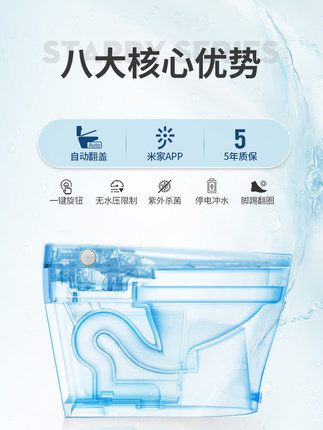 STARRY SERIES
八大核心优势
Auto
5
自动翻盖
米家APP
5年质保
一键旋钮
无水压限制
紫外杀菌
停电冲水
脚踢翻圈